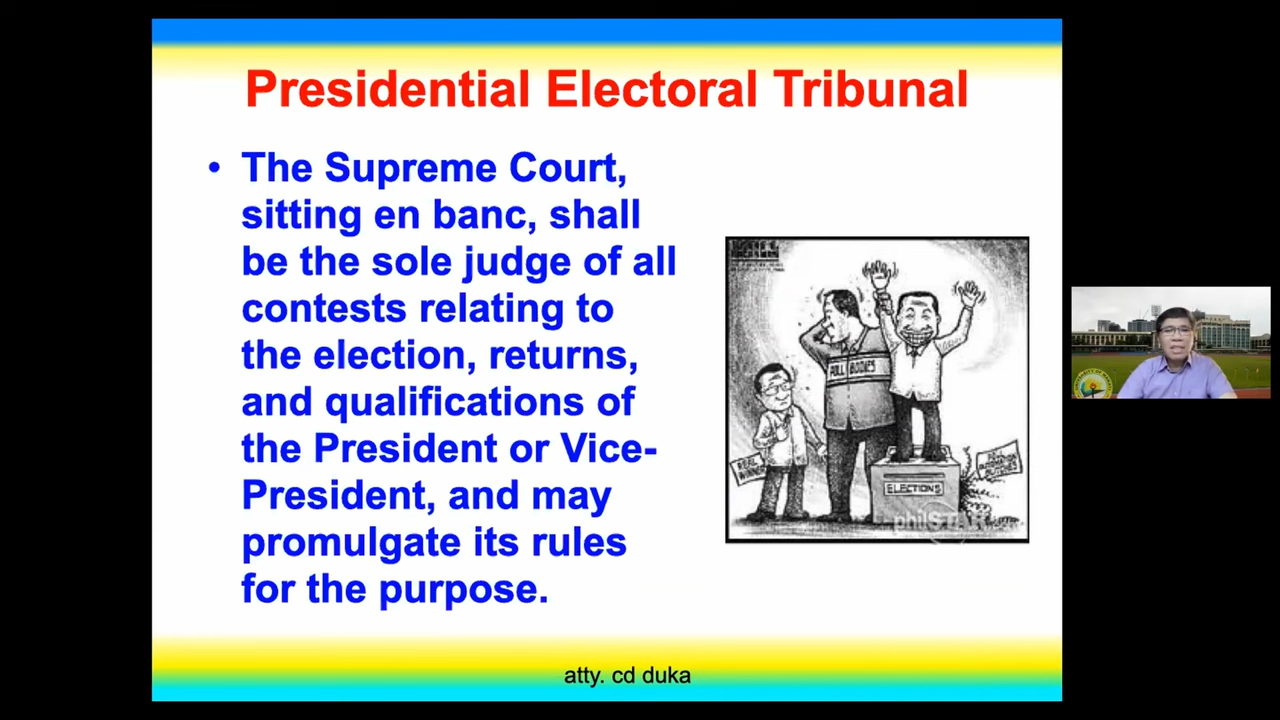 Presidential Electoral Tribunal
• The Supreme Court,
sitting en banc, shall
be the sole judge of all
contests relating to
the election, returns,
and qualifications of
the President or Vice-
President, and may
promulgate its rules
for the purpose.
POLL BODIES
REAL WINNER
ELECTIONS
philSTAR
atty. cd duka